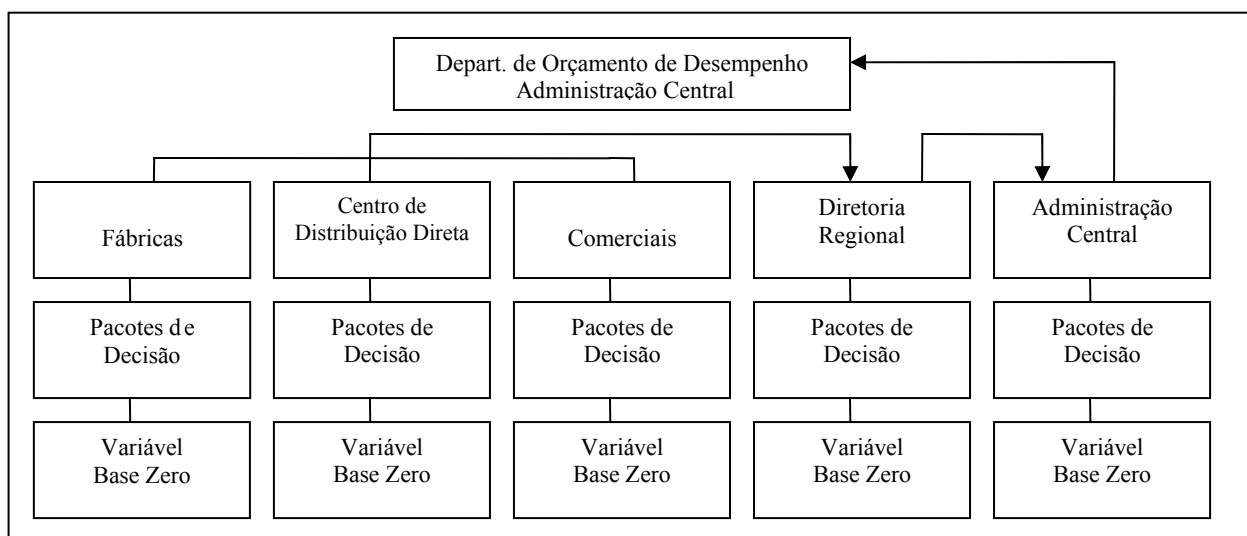 Depart. de Orçamento de Desempenho
Administração Central
Fábricas
Centro de
Distribuição Direta
Comerciais
Diretoria
Regional
Administração
Central
Pacotes de
Decisão
Pacotes de
Decisão
Pacotes de
Decisão
Pacotes de
Decisão
Pacotes de
Decisão
Variável
Base Zero
Variável
Base Zero
Variável
Base Zero
Variável
Base Zero
Variável
Base Zero